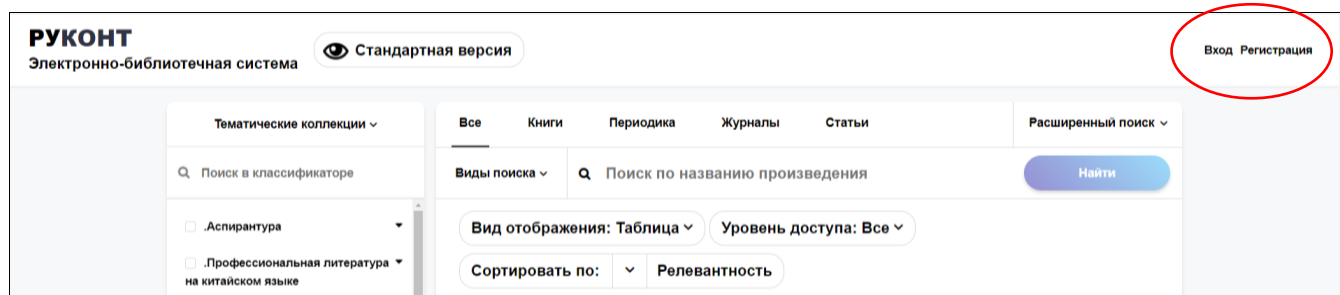 РУКОНТ
Электронно-библиотечная система
Стандартная версия
Вход Регистрация
Тематические коллекции
Поиск в классификаторе
.Аспирантура
.Профессиональная литература
на китайском языке
Все Книги Периодика Журналы Статьи Расширенный поиск
Виды поиска Поиск по названию произведения Найти
Вид отображения: Таблица Уровень доступа: Все
Сортировать по: Релевантность